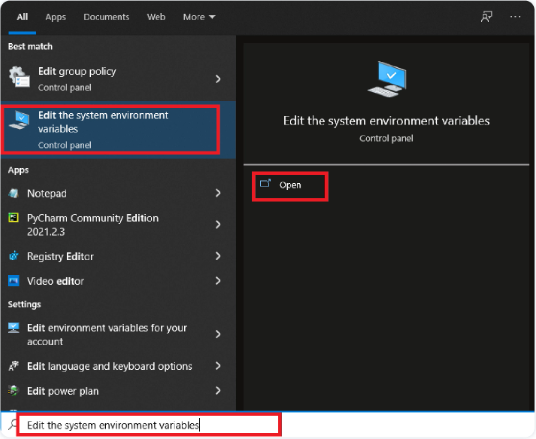 All Apps Documents Web More
Best match
Edit group policy
Control panel
Edit the system environment
variables
Control panel
Apps
Notepad
PyCharm Community Edition
2021.2.3
Registry Editor
Video editor
Settings
Edit environment variables for your
account
Edit language and keyboard options
Edit power plan
Edit the system environment variables
Edit the system environment variables
Control panel
Open